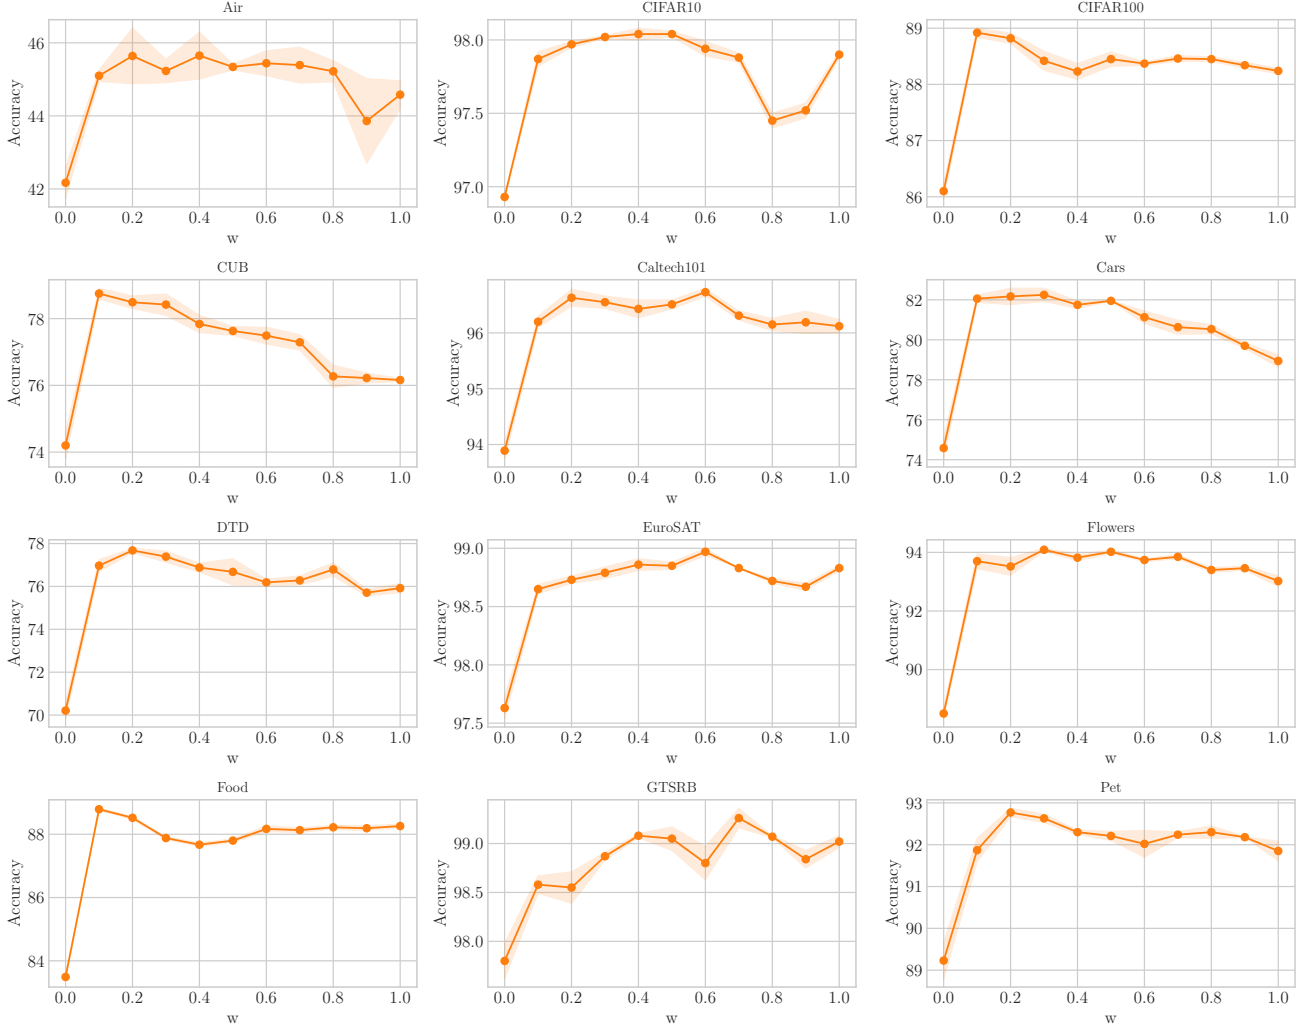 Air
CIFAR10
CIFAR100
46
44
42
Accuracy
0.0 0.2 0.4 0.6 0.8 1.0
w
98.0
97.5
97.0
Accuracy
0.0 0.2 0.4 0.6 0.8 1.0
w
89
88
87
86
Accuracy
0.0 0.2 0.4 0.6 0.8 1.0
w
CUB
Caltech101
Cars
78
76
74
Accuracy
0.0 0.2 0.4 0.6 0.8 1.0
w
96
95
94
Accuracy
0.0 0.2 0.4 0.6 0.8 1.0
w
82
80
78
76
74
Accuracy
0.0 0.2 0.4 0.6 0.8 1.0
w
DTD
EuroSAT
Flowers
78
76
74
72
70
Accuracy
0.0 0.2 0.4 0.6 0.8 1.0
w
99.0
98.5
98.0
97.5
Accuracy
0.0 0.2 0.4 0.6 0.8 1.0
w
94
92
90
Accuracy
0.0 0.2 0.4 0.6 0.8 1.0
w
Food
GTSRB
Pet
88
86
84
Accuracy
0.0 0.2 0.4 0.6 0.8 1.0
w
99.0
98.5
98.0
Accuracy
0.0 0.2 0.4 0.6 0.8 1.0
w
93
92
91
90
89
Accuracy
0.0 0.2 0.4 0.6 0.8 1.0
w